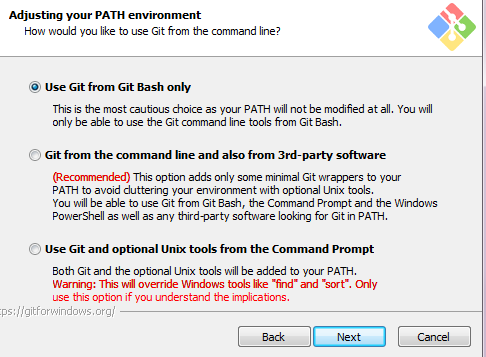 Adjusting your PATH environment
How would you like to use Git from the command line?
Use Git from Git Bash only
This is the most cautious choice as your PATH will not be modified at all. You will
only be able to use the Git command line tools from Git Bash.
Git from the command line and also from 3rd-party software
(Recommended) This option adds only some minimal Git wrappers to your
PATH to avoid cluttering your environment with optional Unix tools.
You will be able to use Git from Git Bash, the Command Prompt and the Windows
PowerShell as well as any third-party software looking for Git in PATH.
Use Git and optional Unix tools from the Command Prompt
Both Git and the optional Unix tools will be added to your PATH.
Warning: This will override Windows tools like "find" and "sort". Only
use this option if you understand the implications.
ps://gitforwindows.org/
Back Next Cancel